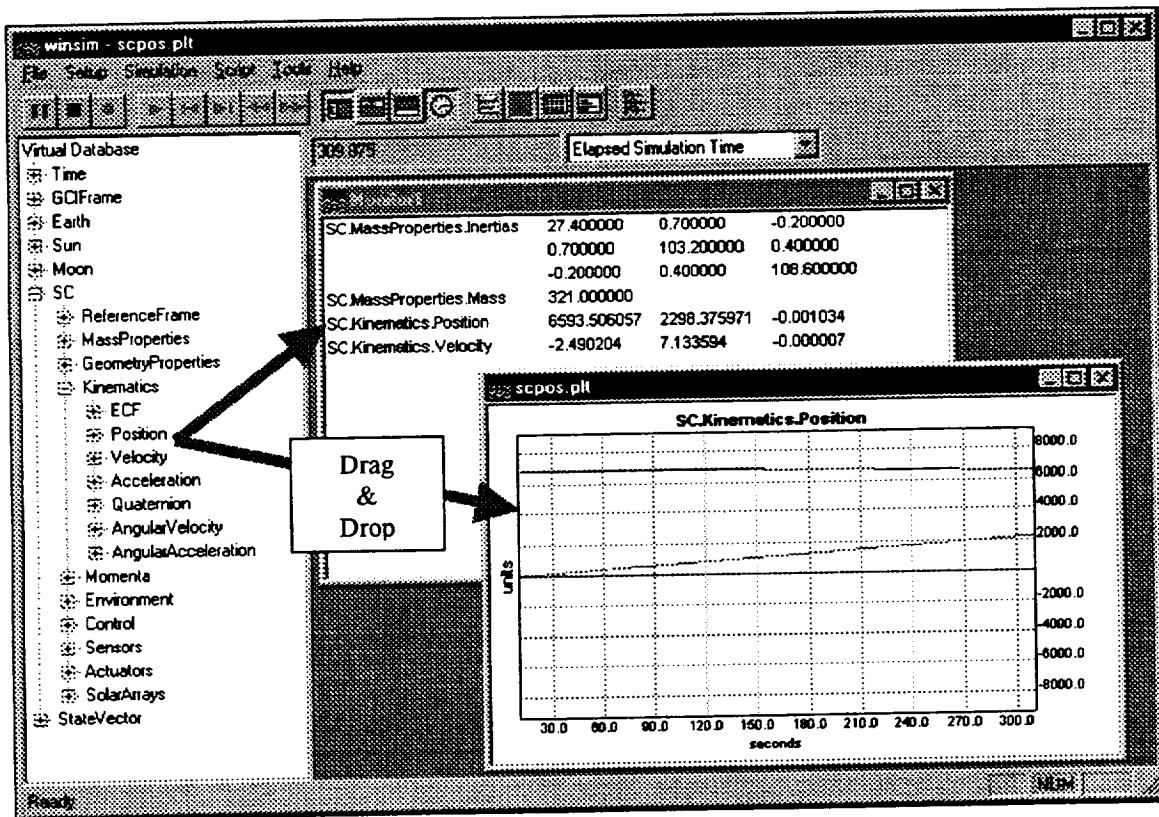 winsim - scpos.plt
File Setup Simulation Script Tools Help
Virtual Database
Time
GCIFrame
Earth
Sun
Moon
SC
ReferenceFrame
MassProperties
GeometryProperties
Kinematics
ECF
Position
Velocity
Acceleration
Quaternion
AngularVelocity
AngularAcceleration
Momenta
Environment
Control
Sensors
Actuators
SolarArrays
StateVector
309.875 Elapsed Simulation Time
Monitor1
SC.MassProperties.Inertias 27.400000 0.700000 -0.200000
0.700000 103.200000 0.400000
-0.200000 0.400000 108.600000
SC.MassProperties.Mass 321.000000
SC.Kinematics.Position 6593.506057 2298.375971 -0.001034
SC.Kinematics.Velocity -2.490204 7.133594 -0.000007
Drag
&
Drop
scpos.plt
SC.Kinematics.Position
8000.0
6000.0
4000.0
2000.0
-2000.0
-4000.0
-6000.0
-8000.0
units
30.0 60.0 90.0 120.0 150.0 180.0 210.0 240.0 270.0 300.0
seconds
Ready NUM